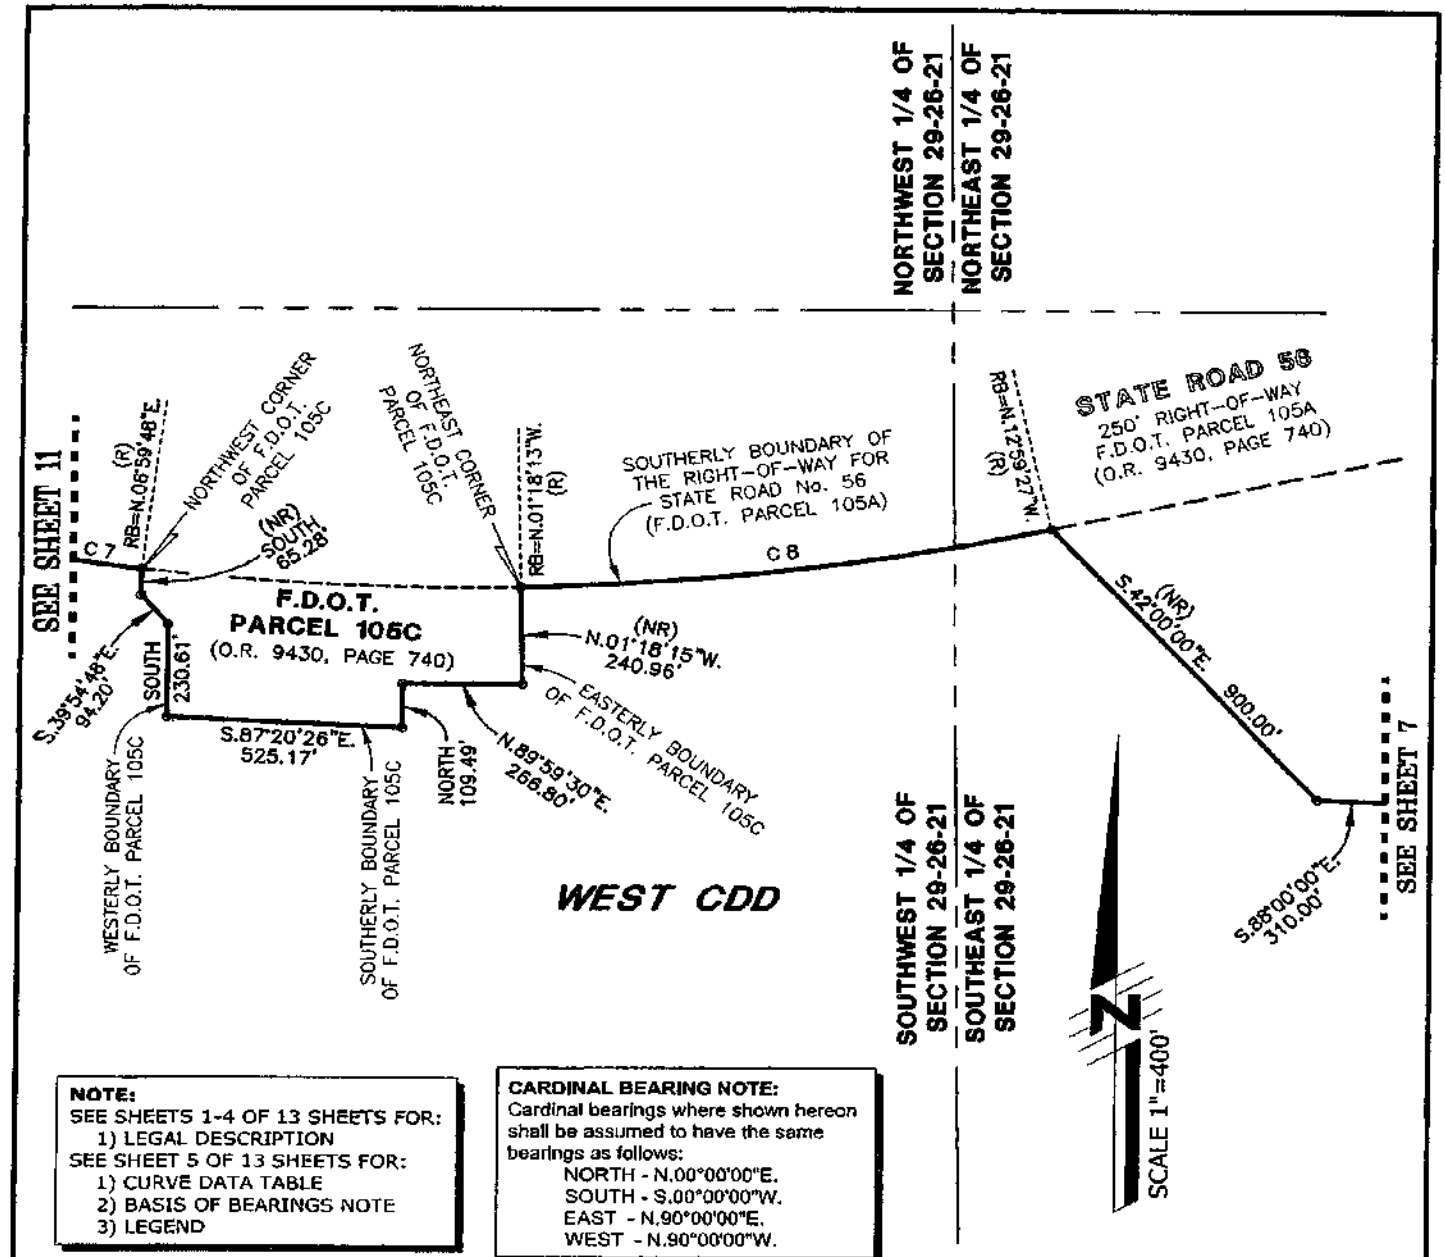 NORTHWEST 1/4 OF
SECTION 29-26-21
NORTHEAST 1/4 OF
SECTION 29-26-21
SEE SHEET 11
C 7
RB=N.06°59'48"E.
(R)
NORTHWEST CORNER
OF F.D.O.T.
PARCEL 105C
(NR)
SOUTH
65.28'
NORTHEAST CORNER
OF F.D.O.T.
PARCEL 105C
RB=N.01°18'13"W.
(R)
SOUTHERLY BOUNDARY OF
THE RIGHT-OF-WAY FOR
STATE ROAD No. 56
(F.D.O.T. PARCEL 105A)
C 8
RB=N.12°59'27"W.
(R)
STATE ROAD 56
250' RIGHT-OF-WAY
F.D.O.T. PARCEL 105A
(O.R. 9430, PAGE 740)
F.D.O.T.
PARCEL 105C
(O.R. 9430, PAGE 740)
S.39°54'48"E.
94.20'
SOUTH
230.61'
S.87°20'26"E.
525.17'
NORTH
109.49'
N.89°59'30"E.
266.80'
(NR)
N.01°18'15"W.
240.96'
EASTERLY BOUNDARY
OF F.D.O.T. PARCEL 105C
WESTERLY BOUNDARY
OF F.D.O.T. PARCEL 105C
SOUTHERLY BOUNDARY
OF F.D.O.T. PARCEL 105C
(NR)
S.42°00'00"E.
900.00'
S.88°00'00"E.
310.00'
SEE SHEET 7
WEST CDD
SOUTHWEST 1/4 OF
SECTION 29-26-21
SOUTHEAST 1/4 OF
SECTION 29-26-21
N
SCALE 1"=400'
NOTE:
SEE SHEETS 1-4 OF 13 SHEETS FOR:
1) LEGAL DESCRIPTION
SEE SHEET 5 OF 13 SHEETS FOR:
1) CURVE DATA TABLE
2) BASIS OF BEARINGS NOTE
3) LEGEND
CARDINAL BEARING NOTE:
Cardinal bearings where shown hereon
shall be assumed to have the same
bearings as follows:
NORTH - N.00°00'00"E.
SOUTH - S.00°00'00"W.
EAST - N.90°00'00"E.
WEST - N.90°00'00"W.